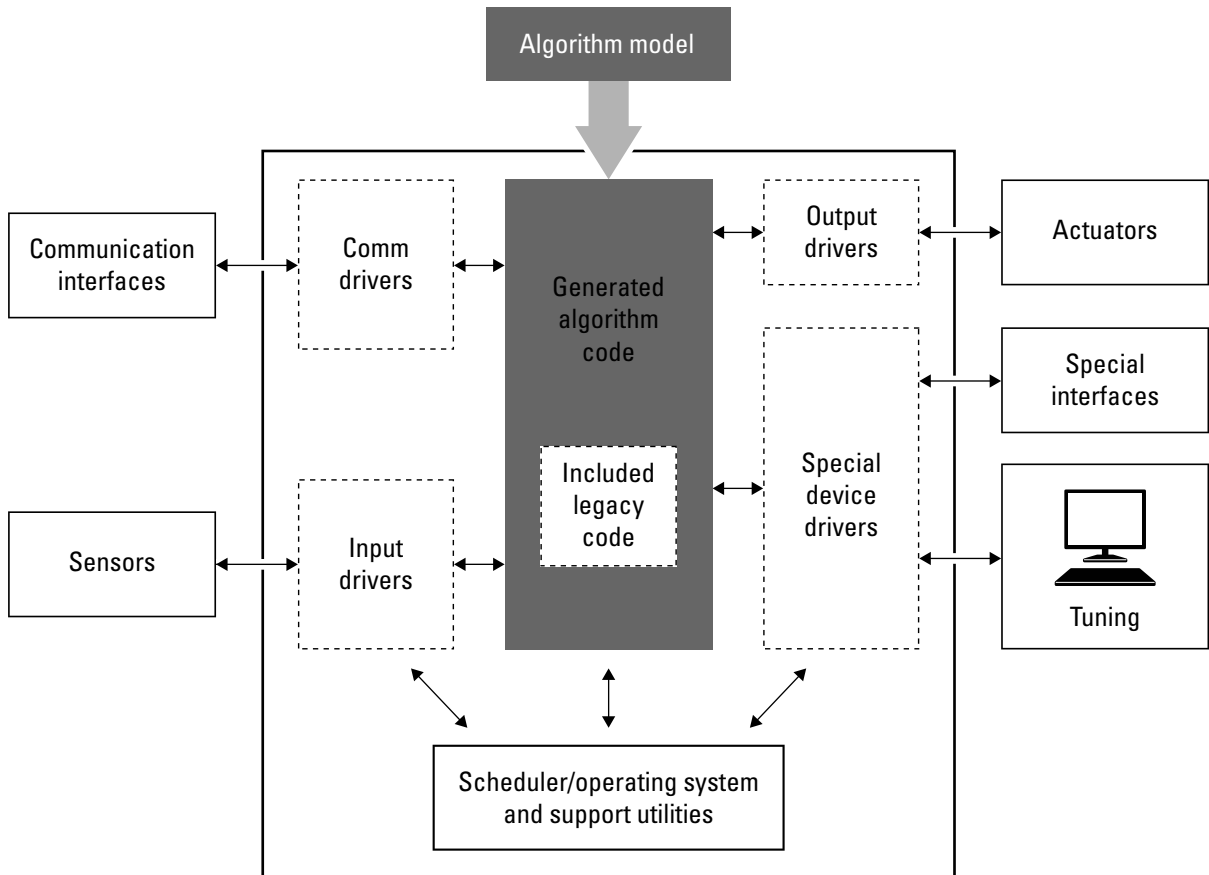 Algorithm model
Communication
interfaces
Comm
drivers
Generated
algorithm
code
Output
drivers
Actuators
Special
interfaces
Included
legacy
code
Special
device
drivers
Sensors
Input
drivers
Tuning
Scheduler/operating system
and support utilities